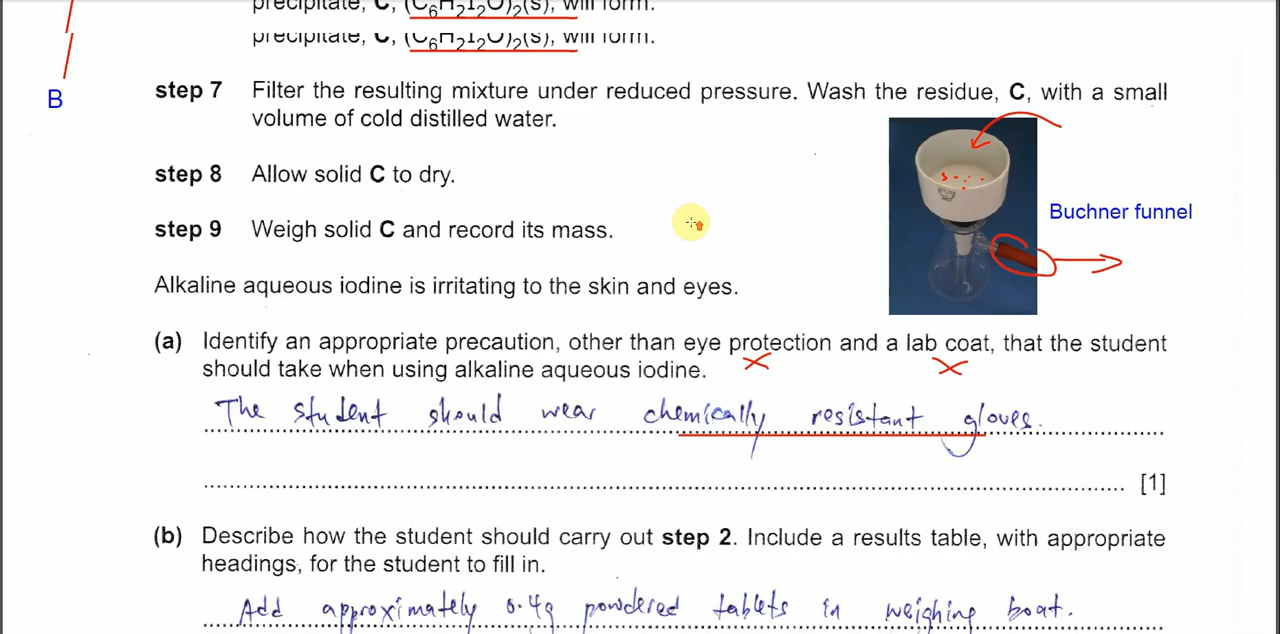 precipitate, C, (C₆H₂I₂O)₂(s), will form.
precipitate, C, (C₆H₂I₂O)₂(s), will form.
B
step 7 Filter the resulting mixture under reduced pressure. Wash the residue, C, with a small
volume of cold distilled water.
step 8 Allow solid C to dry.
step 9 Weigh solid C and record its mass.
Buchner funnel
Alkaline aqueous iodine is irritating to the skin and eyes.
(a) Identify an appropriate precaution, other than eye protection and a lab coat, that the student
should take when using alkaline aqueous iodine.
The student should wear chemically resistant gloves.
[1]
(b) Describe how the student should carry out step 2. Include a results table, with appropriate
headings, for the student to fill in.
Add approximately 0.4g powdered tablets in weighing boat.